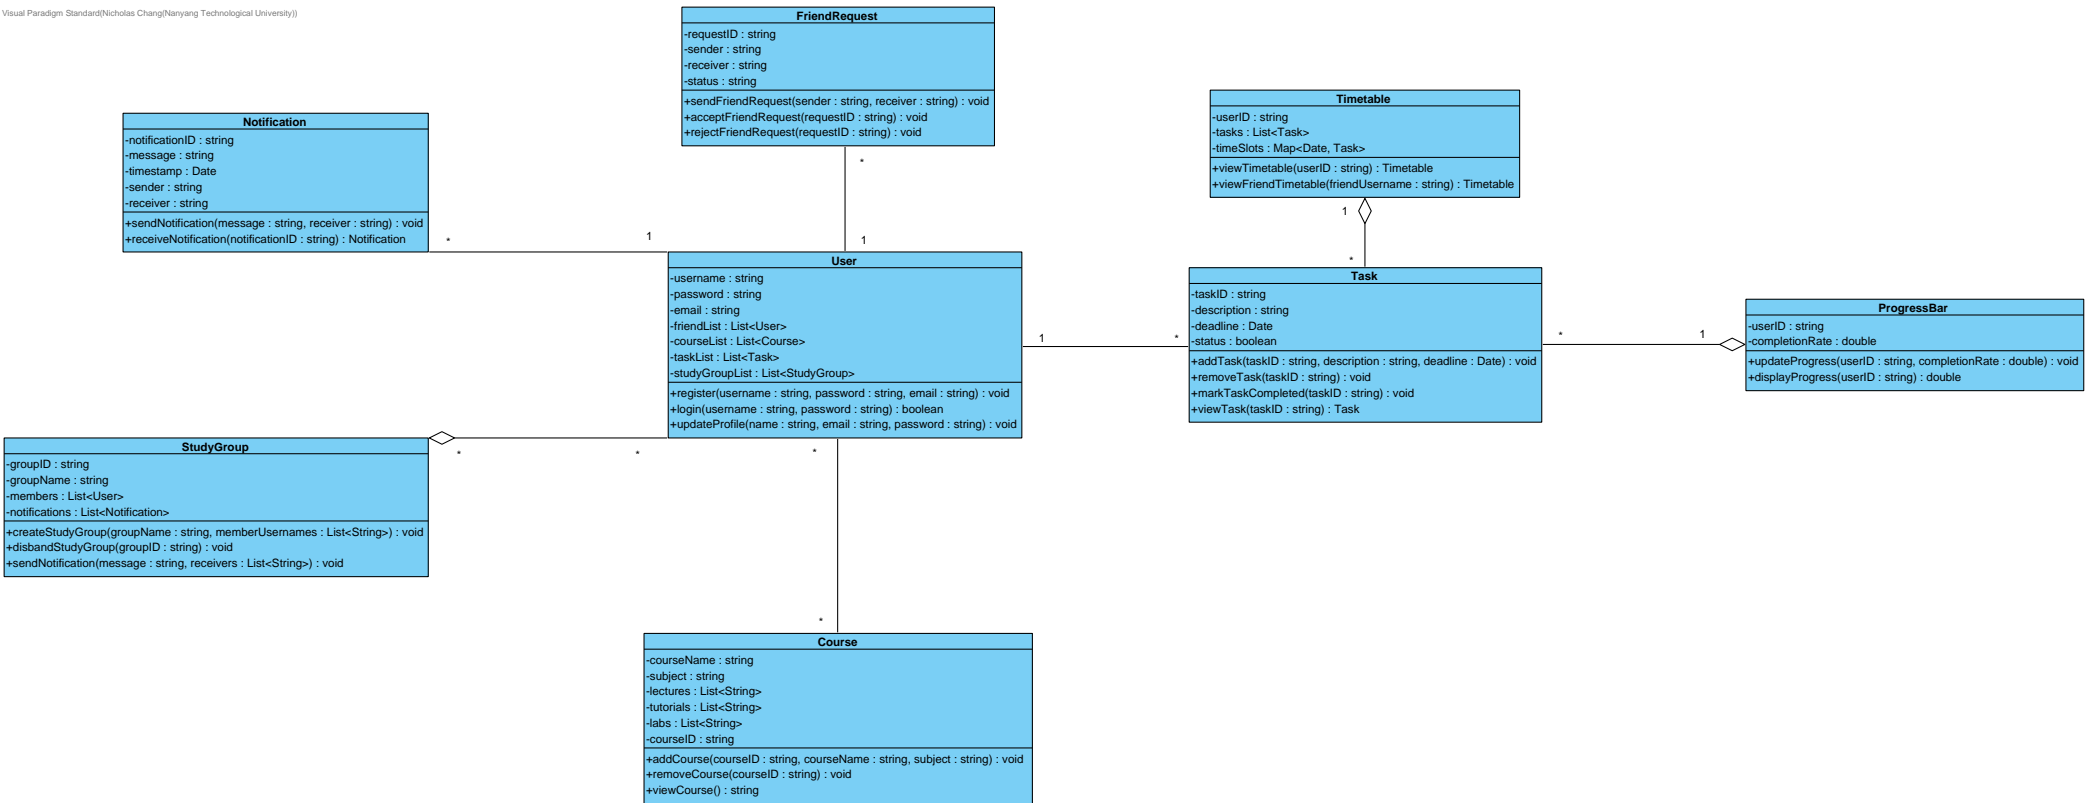 Visual Paradigm Standard(Nicholas Chang(Nanyang Technological University))
FriendRequest
-requestID : string
-sender : string
-receiver : string
-status : string
+sendFriendRequest(sender : string, receiver : string) : void
+acceptFriendRequest(requestID : string) : void
+rejectFriendRequest(requestID : string) : void
*
1
Timetable
-userID : string
-tasks : List<Task>
-timeSlots : Map<Date, Task>
+viewTimetable(userID : string) : Timetable
+viewFriendTimetable(friendUsername : string) : Timetable
1
*
Notification
-notificationID : string
-message : string
-timestamp : Date
-sender : string
-receiver : string
+sendNotification(message : string, receiver : string) : void
+receiveNotification(notificationID : string) : Notification
*
1
User
-username : string
-password : string
-email : string
-friendList : List<User>
-courseList : List<Course>
-taskList : List<Task>
-studyGroupList : List<StudyGroup>
+register(username : string, password : string, email : string) : void
+login(username : string, password : string) : boolean
+updateProfile(name : string, email : string, password : string) : void
1
*
Task
-taskID : string
-description : string
-deadline : Date
-status : boolean
+addTask(taskID : string, description : string, deadline : Date) : void
+removeTask(taskID : string) : void
+markTaskCompleted(taskID : string) : void
+viewTask(taskID : string) : Task
*
1
ProgressBar
-userID : string
-completionRate : double
+updateProgress(userID : string, completionRate : double) : void
+displayProgress(userID : string) : double
StudyGroup
-groupID : string
-groupName : string
-members : List<User>
-notifications : List<Notification>
+createStudyGroup(groupName : string, memberUsernames : List<String>) : void
+disbandStudyGroup(groupID : string) : void
+sendNotification(message : string, receivers : List<String>) : void
*
*
*
*
Course
-courseName : string
-subject : string
-lectures : List<String>
-tutorials : List<String>
-labs : List<String>
-courseID : string
+addCourse(courseID : string, courseName : string, subject : string) : void
+removeCourse(courseID : string) : void
+viewCourse() : string